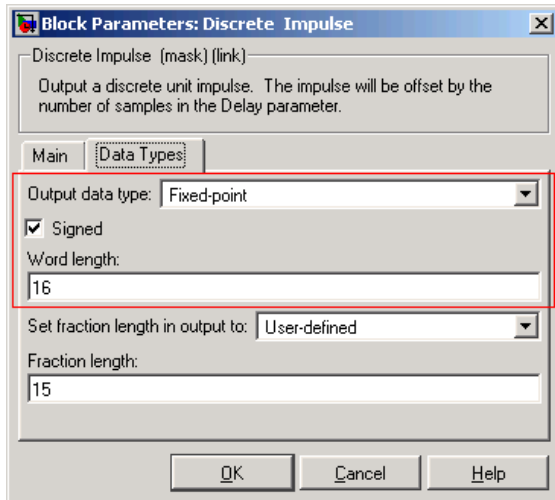 Block Parameters: Discrete Impulse
Discrete Impulse (mask) (link)
Output a discrete unit impulse. The impulse will be offset by the
number of samples in the Delay parameter.
Main Data Types
Output data type: Fixed-point
Signed
Word length:
16
Set fraction length in output to: User-defined
Fraction length:
15
OK Cancel Help